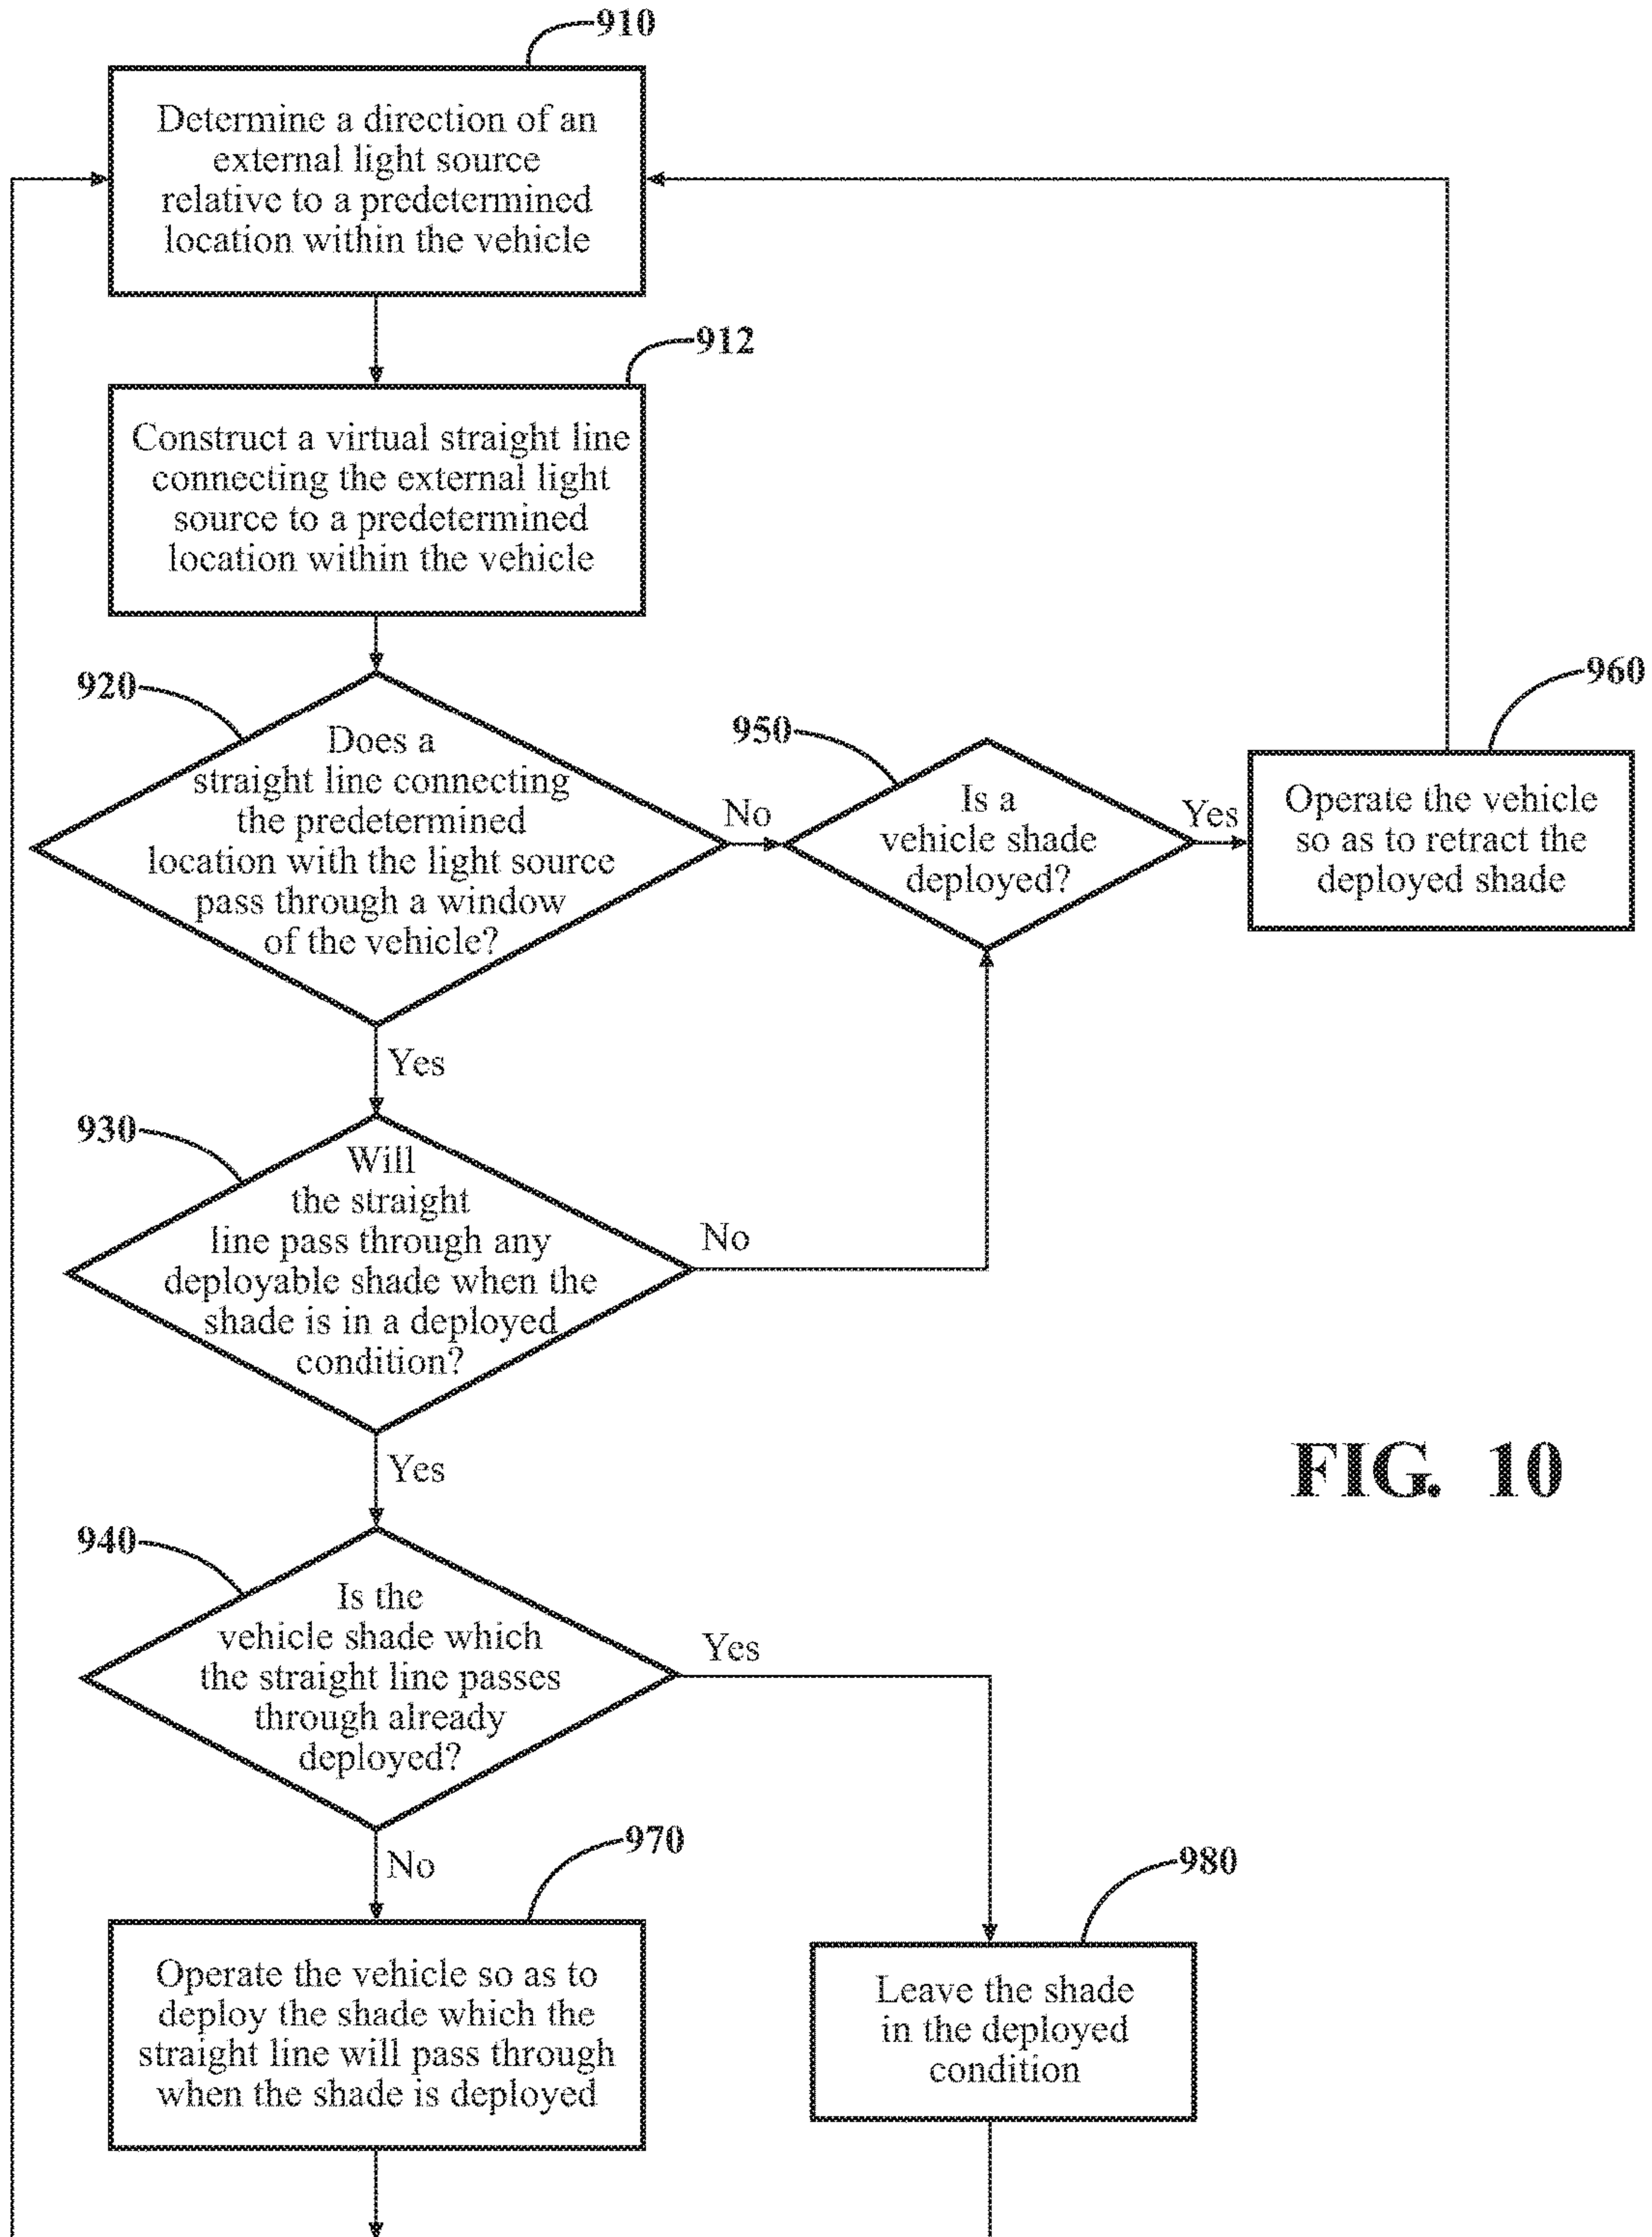 910
Determine a direction of an
external light source
relative to a predetermined
location within the vehicle
912
Construct a virtual straight line
connecting the external light
source to a predetermined
location within the vehicle
920
Does a
straight line connecting
the predetermined
location with the light source
pass through a window
of the vehicle?
No
950
Is a
vehicle shade
deployed?
Yes
960
Operate the vehicle
so as to retract the
deployed shade
Yes
930
Will
the straight
line pass through any
deployable shade when the
shade is in a deployed
condition?
No
Yes
940
Is the
vehicle shade which
the straight line passes
through already
deployed?
Yes
No
970
Operate the vehicle so as to
deploy the shade which the
straight line will pass through
when the shade is deployed
980
Leave the shade
in the deployed
condition
FIG. 10